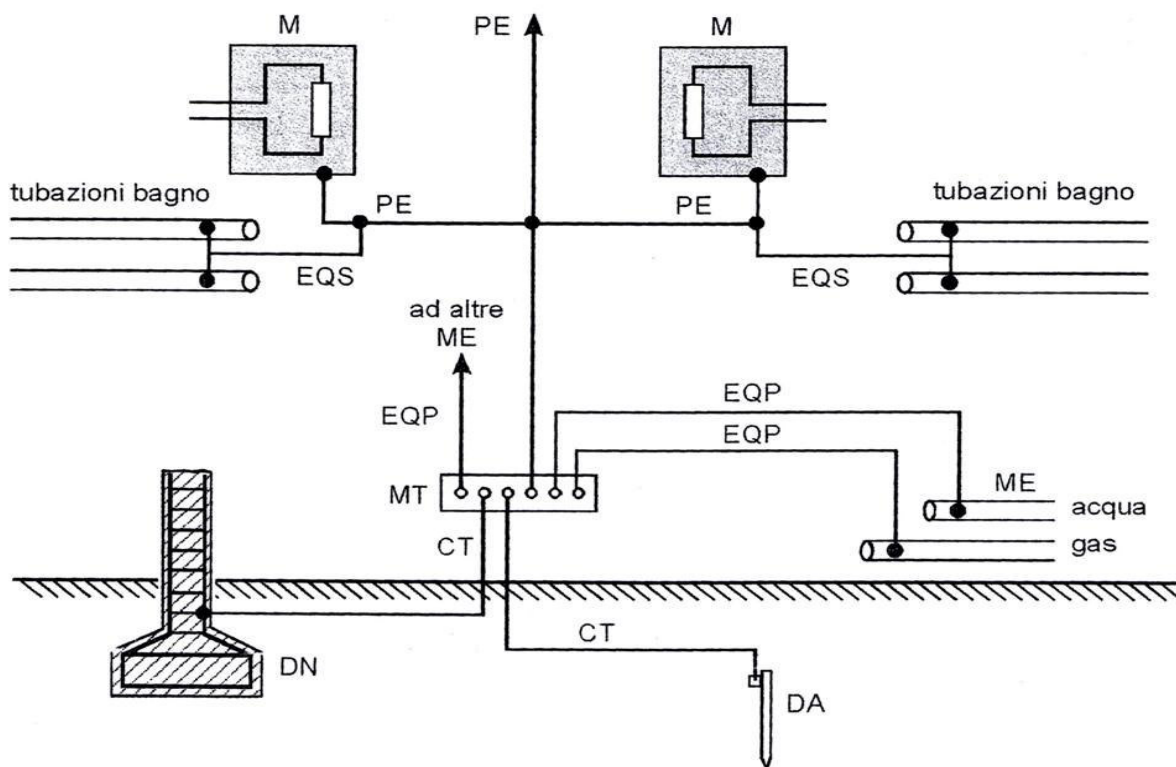 M
PE
M
tubazioni bagno
PE
PE
tubazioni bagno
EQS
EQS
ad altre
ME
EQP
EQP
EQP
MT
ME
acqua
CT
gas
CT
DN
DA